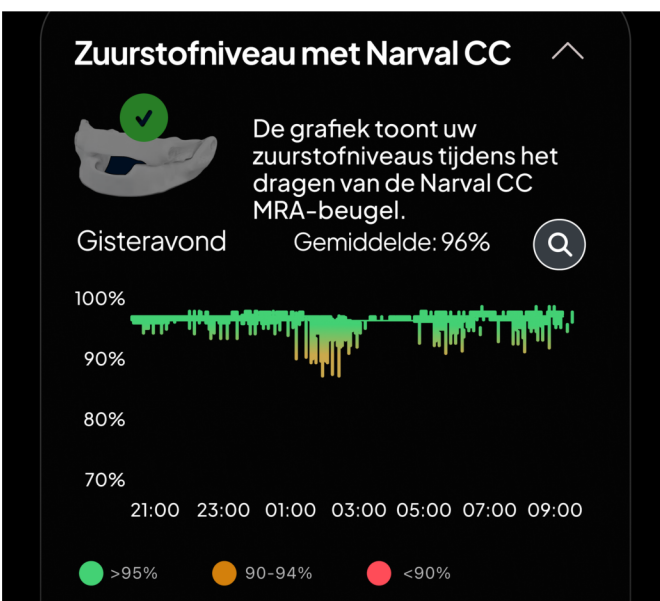 Zuurstofniveau met Narval CC
De grafiek toont uw
zuurstofniveaus tijdens het
dragen van de Narval CC
MRA-beugel.
Gisteravond
Gemiddelde: 96%
100%
90%
80%
70%
21:00 23:00 01:00 03:00 05:00 07:00 09:00
>95% 90-94% <90%